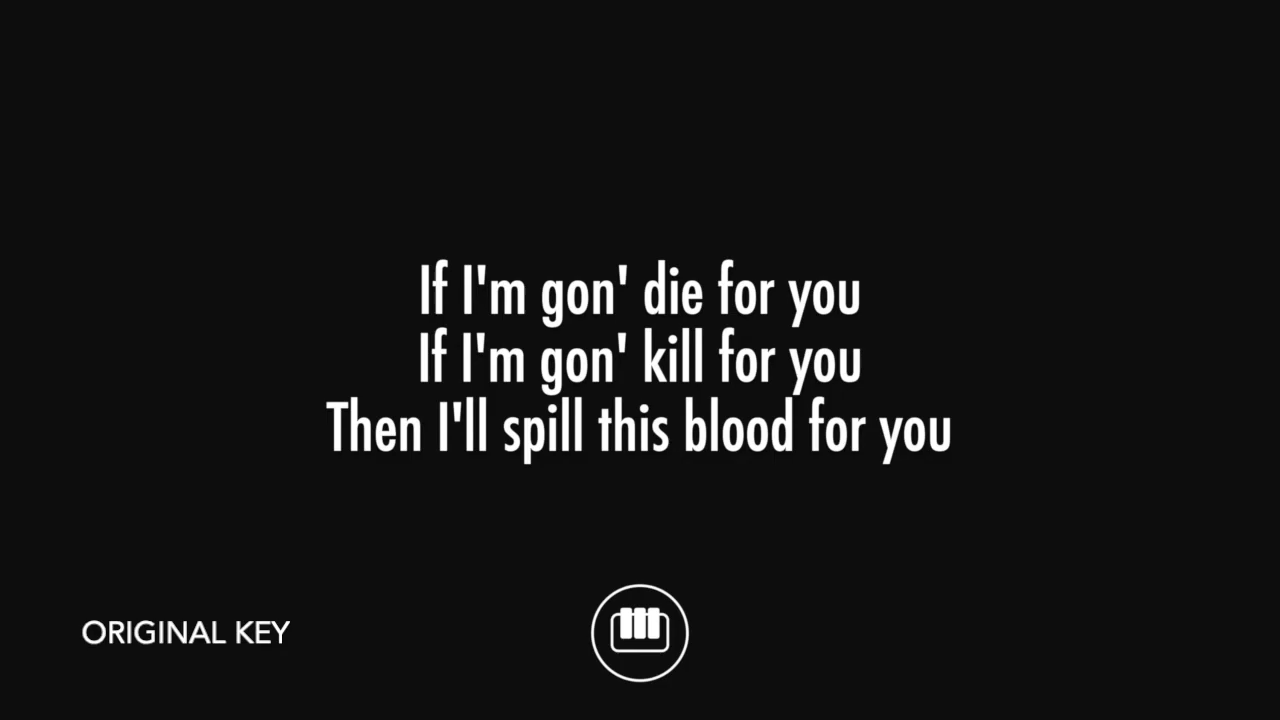 If I'm gon' die for you
If I'm gon' kill for you
Then I'll spill this blood for you
ORIGINAL KEY